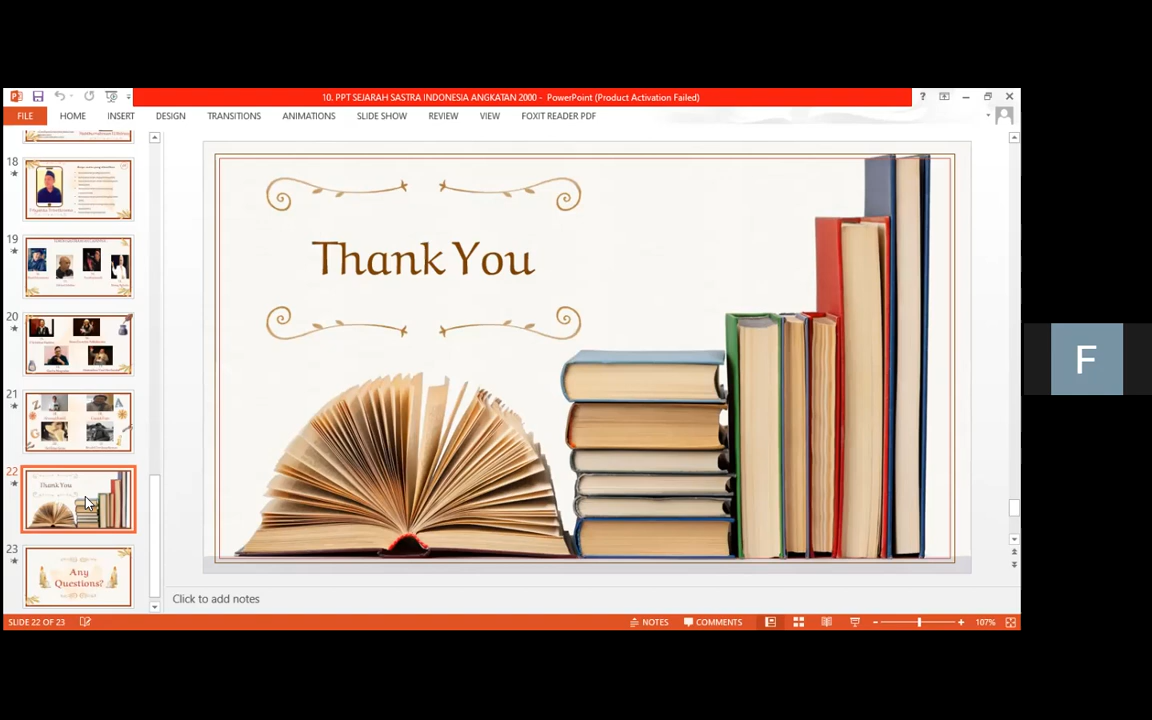 10. PPT SEJARAH SASTRA INDONESIA ANGKATAN 2000 - PowerPoint (Product Activation Failed)
FILE HOME INSERT DESIGN TRANSITIONS ANIMATIONS SLIDE SHOW REVIEW VIEW FOXIT READER PDF
18
19
20
21
22
Thank You
23
Any
Questions?
Thank You
F
Click to add notes
SLIDE 22 OF 23 NOTES COMMENTS 107%